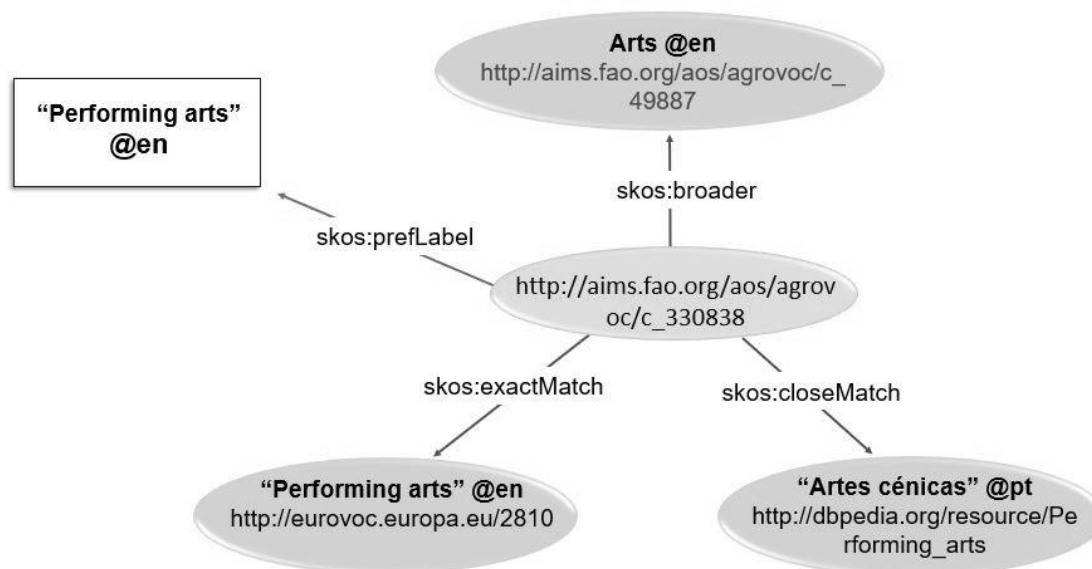 Arts @en
http://aims.fao.org/aos/agrovoc/c_
49887
“Performing arts”
@en
skos:broader
skos:prefLabel
http://aims.fao.org/aos/agrov
oc/c_330838
skos:exactMatch
skos:closeMatch
“Performing arts” @en
http://eurovoc.europa.eu/2810
“Artes cénicas” @pt
http://dbpedia.org/resource/Pe
rforming_arts